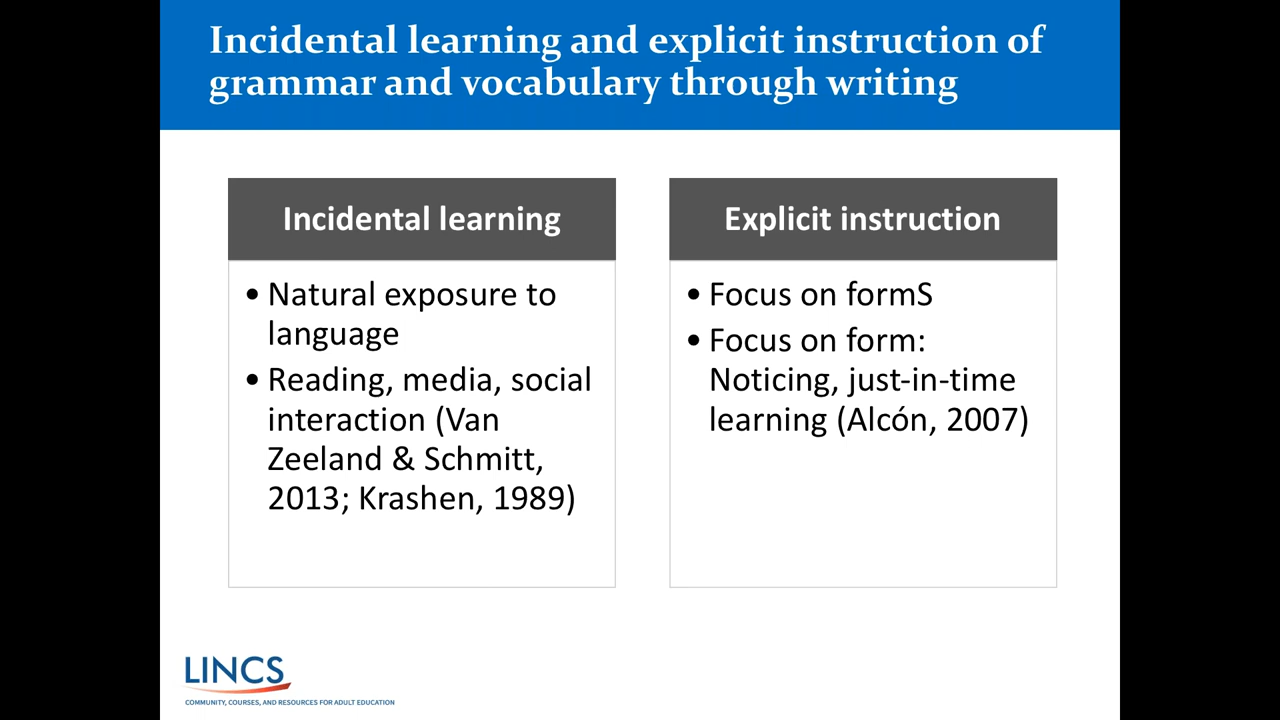 Incidental learning and explicit instruction of
grammar and vocabulary through writing
Incidental learning
• Natural exposure to
language
• Reading, media, social
interaction (Van
Zeeland & Schmitt,
2013; Krashen, 1989)
Explicit instruction
• Focus on formS
• Focus on form:
Noticing, just-in-time
learning (Alcón, 2007)
LINCS
COMMUNITY, COURSES, AND RESOURCES FOR ADULT EDUCATION